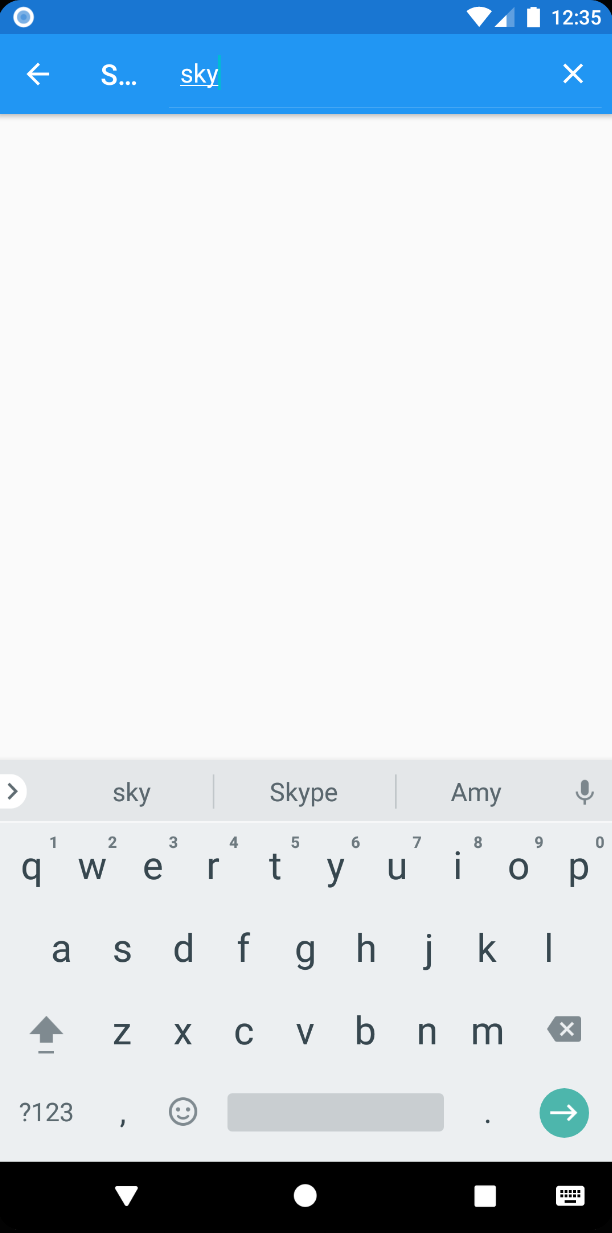 12:35
S... sky
sky Skype Amy
1 2 3 4 5 6 7 8 9 0
q w e r t y u i o p
a s d f g h j k l
z x c v b n m
?123 , .